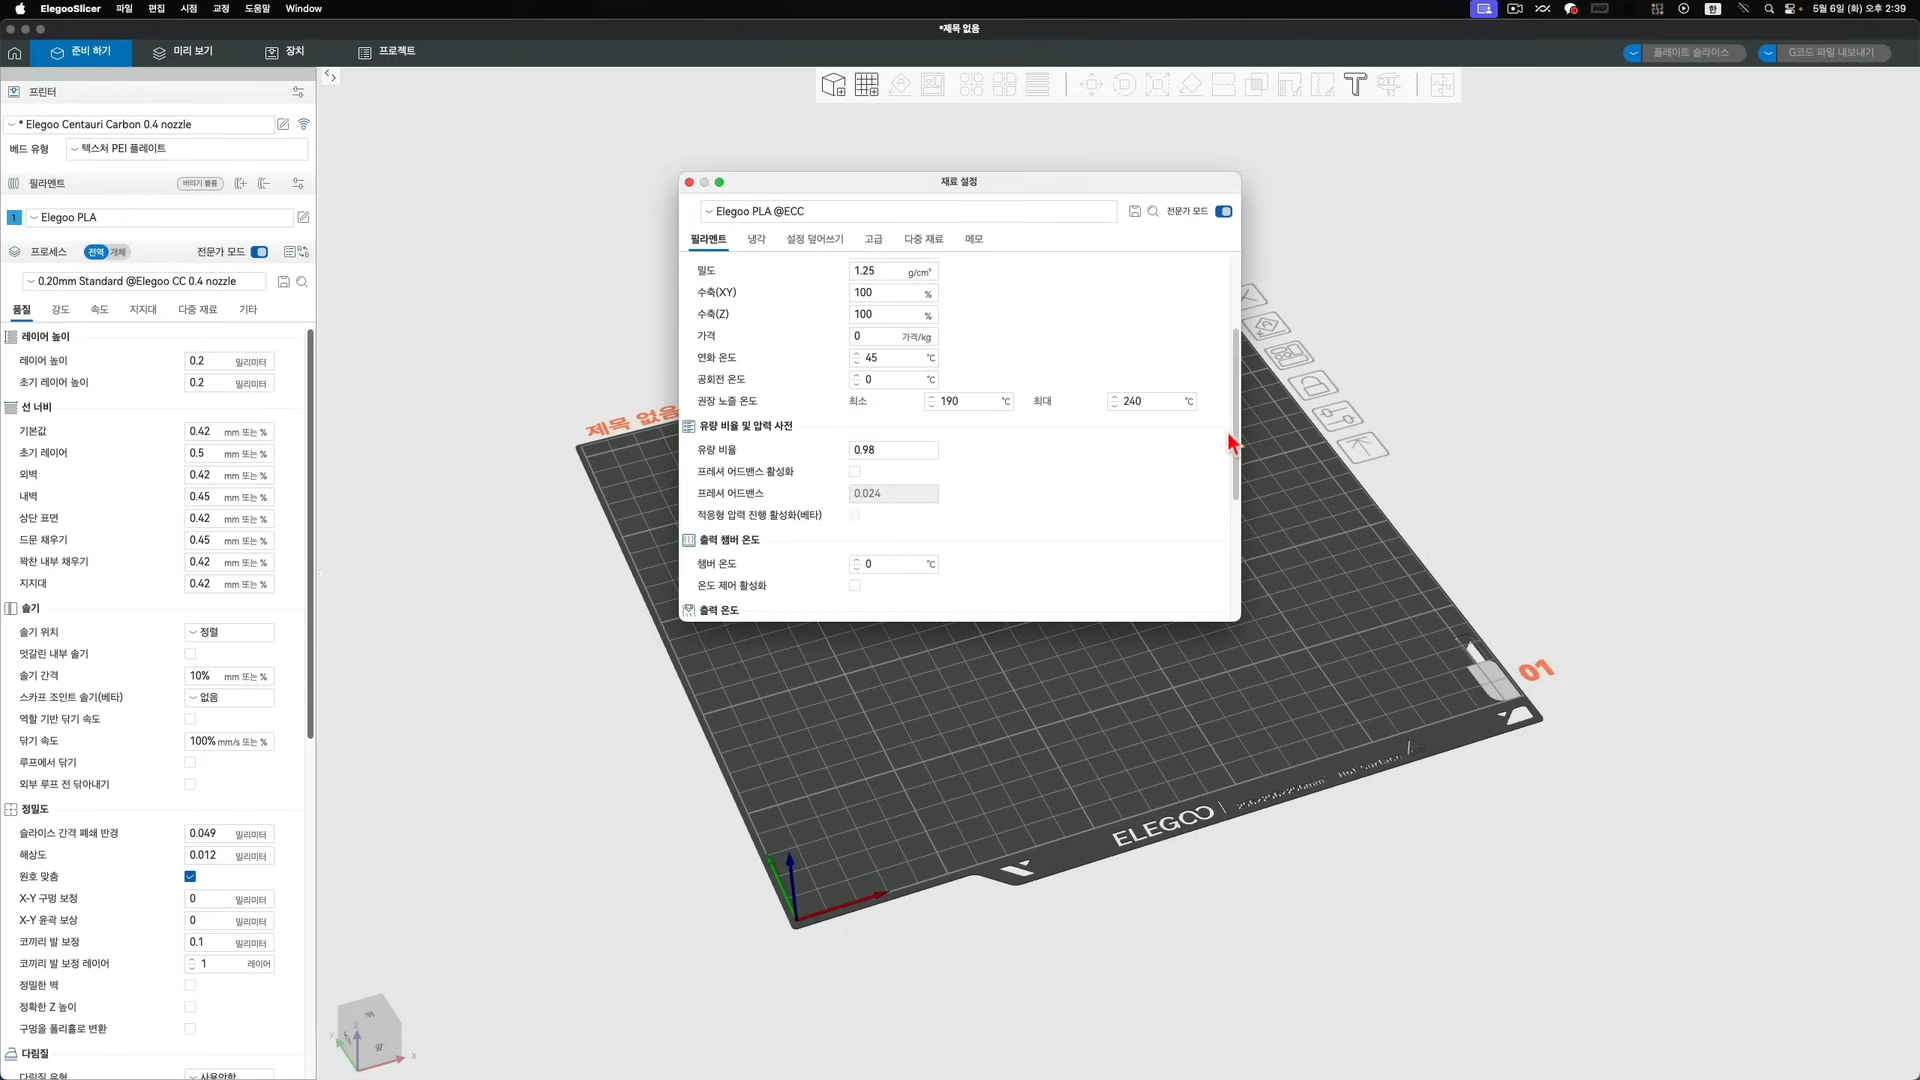 ElegooSlicer 파일 편집 시점 교정 도움말 Window 5월 6일 (화) 오후 2:39
*제목 없음
준비 하기 미리 보기 장치 프로젝트 플레이트 슬라이스 G코드 파일 내보내기
프린터
* Elegoo Centauri Carbon 0.4 nozzle
베드 유형 텍스처 PEI 플레이트
필라멘트 버리기 볼륨
1 Elegoo PLA
프로세스 전역 개체 전문가 모드
0.20mm Standard @Elegoo CC 0.4 nozzle
품질 강도 속도 지지대 다중 재료 기타
레이어 높이
레이어 높이 0.2 밀리미터
초기 레이어 높이 0.2 밀리미터
선 너비
기본값 0.42 mm 또는 %
초기 레이어 0.5 mm 또는 %
외벽 0.42 mm 또는 %
내벽 0.45 mm 또는 %
상단 표면 0.42 mm 또는 %
드문 채우기 0.45 mm 또는 %
꽉찬 내부 채우기 0.42 mm 또는 %
지지대 0.42 mm 또는 %
솔기
솔기 위치 정렬
엇갈린 내부 솔기
솔기 간격 10% mm 또는 %
스카프 조인트 솔기(베타) 없음
역할 기반 닦기 속도
닦기 속도 100% mm/s 또는 %
루프에서 닦기
외부 루프 전 닦아내기
정밀도
슬라이스 간격 폐쇄 반경 0.049 밀리미터
해상도 0.012 밀리미터
원호 맞춤
X-Y 구멍 보정 0 밀리미터
X-Y 윤곽 보상 0 밀리미터
코끼리 발 보정 0.1 밀리미터
코끼리 발 보정 레이어 1 레이어
정밀한 벽
정확한 Z 높이
구멍을 폴리홀로 변환
다림질
다림질 유형 사용안함
재료 설정
Elegoo PLA @ECC 전문가 모드
필라멘트 냉각 설정 덮어쓰기 고급 다중 재료 메모
밀도 1.25 g/cm³
수축(XY) 100 %
수축(Z) 100 %
가격 0 가격/kg
연화 온도 45 °C
공회전 온도 0 °C
권장 노즐 온도 최소 190 °C 최대 240 °C
유량 비율 및 압력 사전
유량 비율 0.98
프레셔 어드밴스 활성화
프레셔 어드밴스 0.024
적응형 압력 진행 활성화(베타)
출력 챔버 온도
챔버 온도 0 °C
온도 제어 활성화
출력 온도
제목 없음
01
ELEGOO 256×256×256mm³ Hot Surface
앞
x
y
z